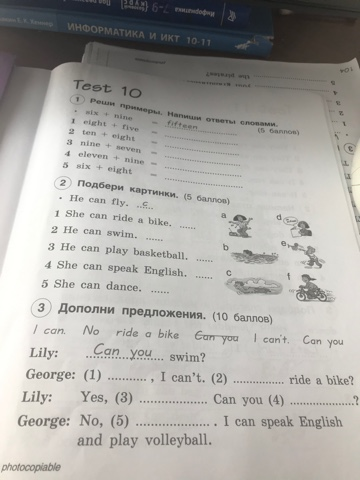 ИНФОРМАТИКА И ИКТ 10-11
Test 10
1 Реши примеры. Напиши ответы словами.
(5 баллов)
• six + nine = fifteen
1 eight + five =
2 ten + eight =
3 nine + seven =
4 eleven + nine =
5 six + eight =
2 Подбери картинки. (5 баллов)
• He can fly. ..c..
1 She can ride a bike. ......
2 He can swim. ......
3 He can play basketball. ......
4 She can speak English. ......
5 She can dance. ......
a
d
b
e
c
f
3 Дополни предложения. (10 баллов)
I can. No ride a bike Can you I can't. Can you
Lily: Can you swim?
George: (1) ..........., I can't. (2) .............. ride a bike?
Lily: Yes, (3) .................. Can you (4) .................?
George: No, (5) ..................... . I can speak English
and play volleyball.
photocopiable